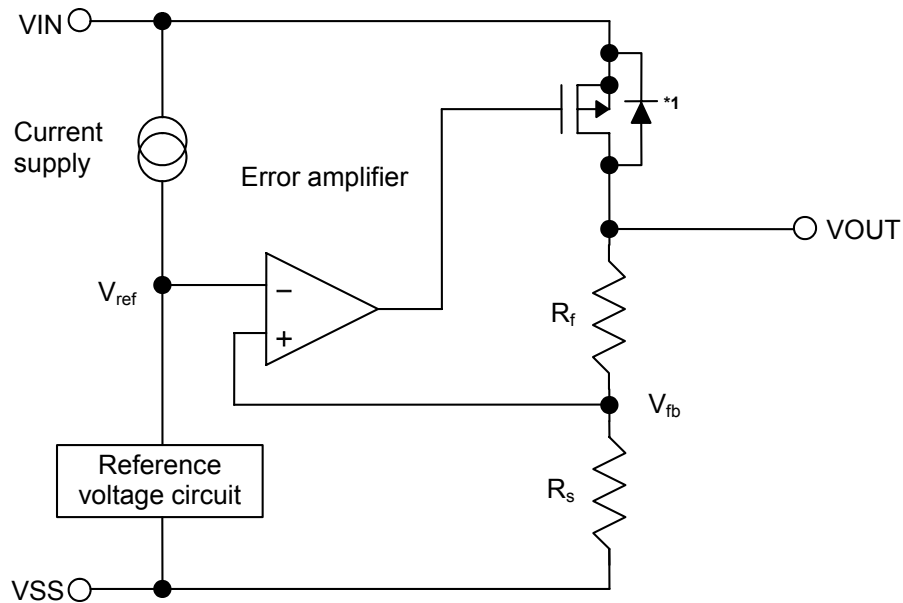 VIN
*1
Current
supply
Error amplifier
VOUT
Vref
−
+
Rf
Vfb
Reference
voltage circuit
Rs
VSS